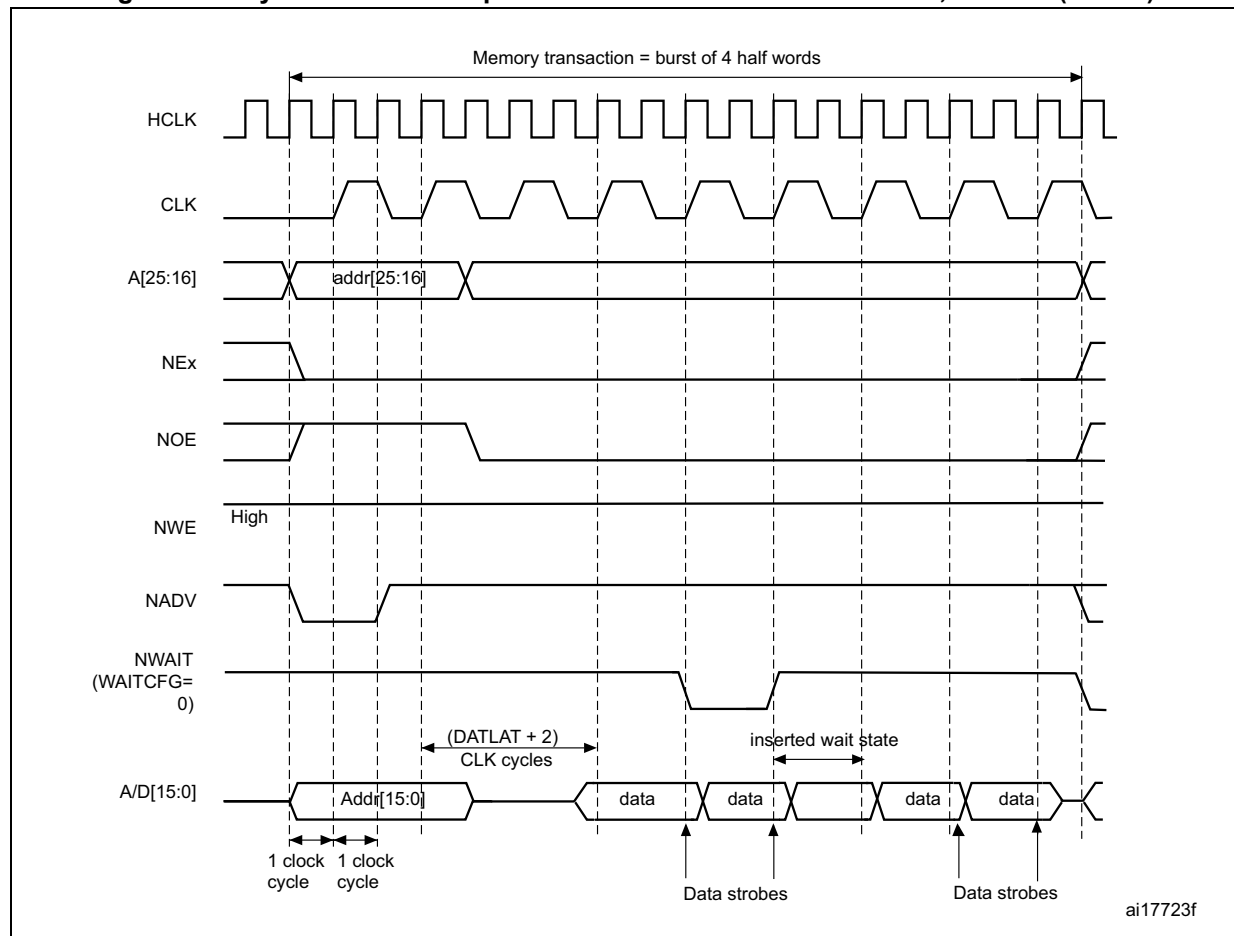 Memory transaction = burst of 4 half words
HCLK
CLK
A[25:16]
addr[25:16]
NEx
NOE
High
NWE
NADV
NWAIT
(WAITCFG=
0)
(DATLAT + 2)
CLK cycles
inserted wait state
A/D[15:0]
Addr[15:0]
data
data
data
data
1 clock
cycle
1 clock
cycle
Data strobes
Data strobes
ai17723f